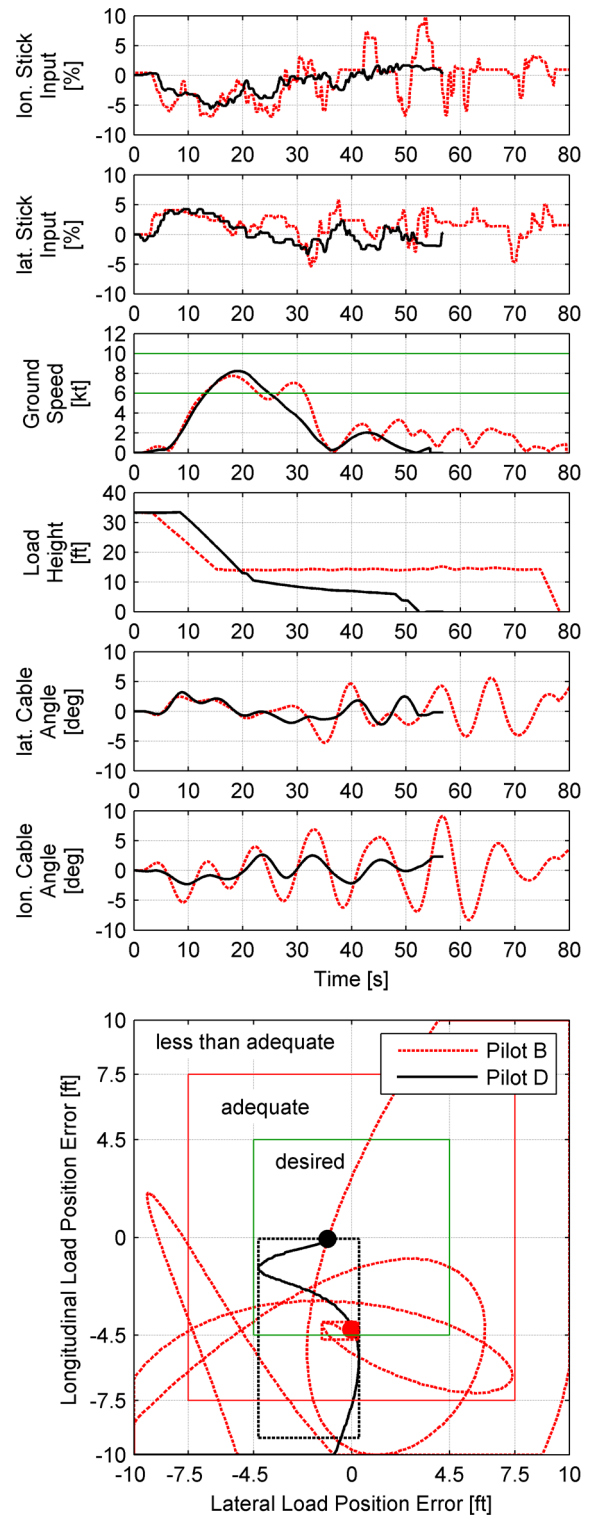 lon. Stick
Input
[%]
10
5
0
-5
-10
0 10 20 30 40 50 60 70 80
lat. Stick
Input
[%]
10
5
0
-5
-10
0 10 20 30 40 50 60 70 80
Ground
Speed
[kt]
12
10
8
6
4
2
0
0 10 20 30 40 50 60 70 80
Load
Height
[ft]
40
30
20
10
0
0 10 20 30 40 50 60 70 80
lat. Cable
Angle
[deg]
10
5
0
-5
-10
0 10 20 30 40 50 60 70 80
lon. Cable
Angle
[deg]
10
5
0
-5
-10
0 10 20 30 40 50 60 70 80
Time [s]
Longitudinal Load Position Error [ft]
10
7.5
4.5
0
-4.5
-7.5
-10
less than adequate
adequate
desired
Pilot B
Pilot D
-10 -7.5 -4.5 0 4.5 7.5 10
Lateral Load Position Error [ft]